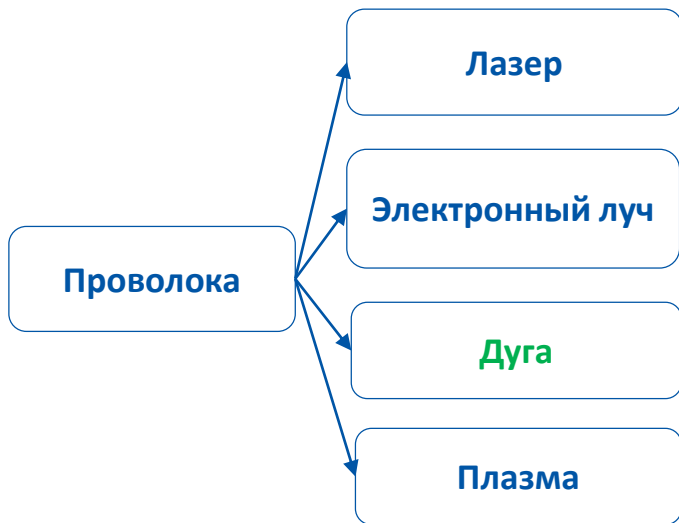 Лазер
Электронный луч
Проволока
Дуга
Плазма